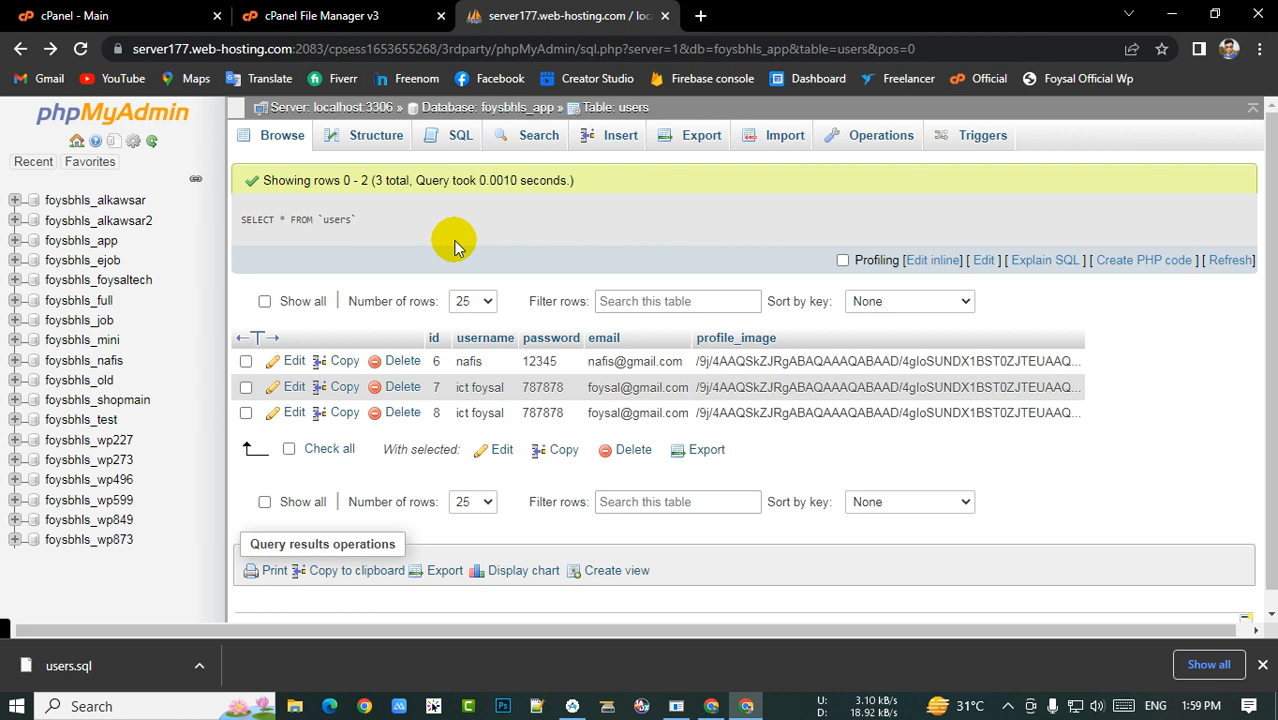 cPanel - Main
cPanel File Manager v3
server177.web-hosting.com / loc
server177.web-hosting.com:2083/cpsess1653655268/3rdparty/phpMyAdmin/sql.php?server=1&db=foysbhls_app&table=users&pos=0
Gmail YouTube Maps Translate Fiverr Freenom Facebook Creator Studio Firebase console Dashboard Freelancer Official Foysal Official Wp
phpMyAdmin
Recent Favorites
foysbhls_alkawsar
foysbhls_alkawsar2
foysbhls_app
foysbhls_ejob
foysbhls_foysaltech
foysbhls_full
foysbhls_job
foysbhls_mini
foysbhls_nafis
foysbhls_old
foysbhls_shopmain
foysbhls_test
foysbhls_wp227
foysbhls_wp273
foysbhls_wp496
foysbhls_wp599
foysbhls_wp849
foysbhls_wp873
Server: localhost:3306 » Database: foysbhls_app » Table: users
Browse Structure SQL Search Insert Export Import Operations Triggers
Showing rows 0 - 2 (3 total, Query took 0.0010 seconds.)
SELECT * FROM `users`
Profiling [Edit inline] [ Edit ] [ Explain SQL ] [ Create PHP code ] [ Refresh]
Show all Number of rows: 25 Filter rows: Search this table Sort by key: None
id username password email profile_image
Edit Copy Delete 6 nafis 12345 nafis@gmail.com /9j/4AAQSkZJRgABAQAAAQABAAD/4gIoSUNDX1BST0ZJTEUAAQ...
Edit Copy Delete 7 ict foysal 787878 foysal@gmail.com /9j/4AAQSkZJRgABAQAAAQABAAD/4gIoSUNDX1BST0ZJTEUAAQ...
Edit Copy Delete 8 ict foysal 787878 foysal@gmail.com /9j/4AAQSkZJRgABAQAAAQABAAD/4gIoSUNDX1BST0ZJTEUAAQ...
Check all With selected: Edit Copy Delete Export
Show all Number of rows: 25 Filter rows: Search this table Sort by key: None
Query results operations
Print Copy to clipboard Export Display chart Create view
users.sql
Show all
Search
U: 3.10 kB/s
D: 18.92 kB/s
31°C
ENG
1:59 PM